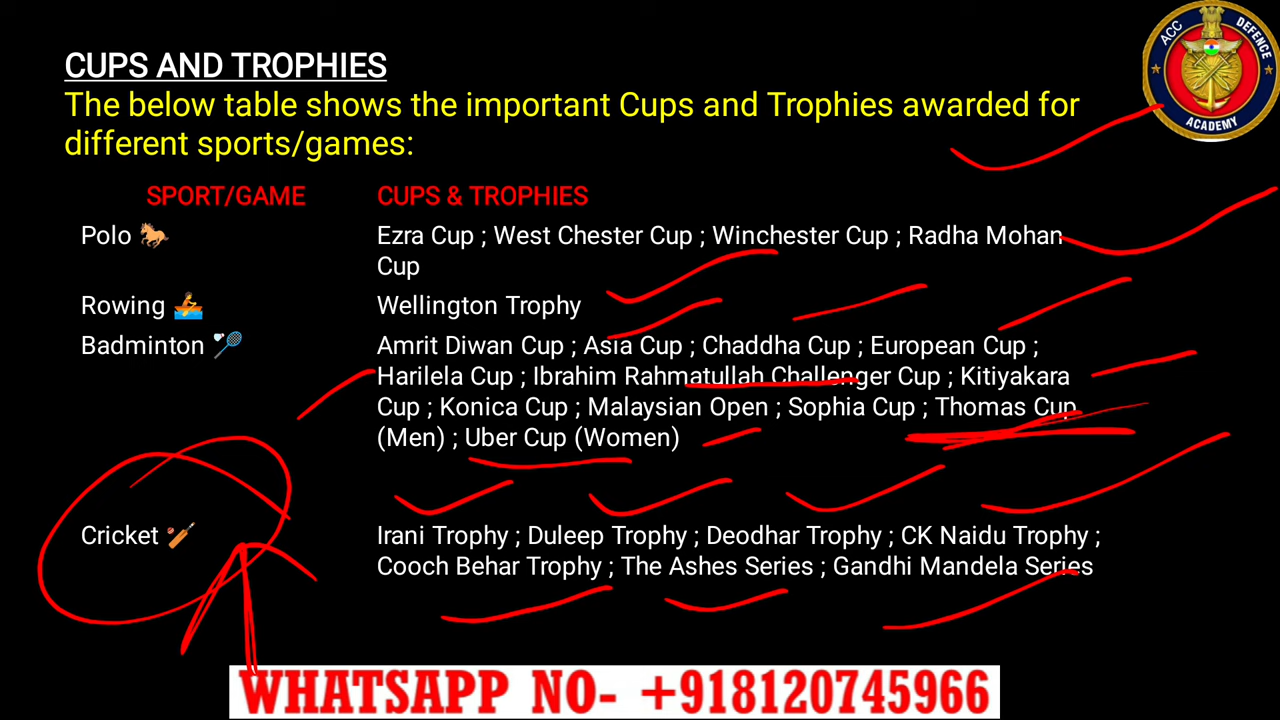 ACC DEFENCE ACADEMY
CUPS AND TROPHIES
The below table shows the important Cups and Trophies awarded for
different sports/games:
SPORT/GAME CUPS & TROPHIES
Polo 🐎 Ezra Cup ; West Chester Cup ; Winchester Cup ; Radha Mohan
Cup
Rowing 🚣 Wellington Trophy
Badminton 🏸 Amrit Diwan Cup ; Asia Cup ; Chaddha Cup ; European Cup ;
Harilela Cup ; Ibrahim Rahmatullah Challenger Cup ; Kitiyakara
Cup ; Konica Cup ; Malaysian Open ; Sophia Cup ; Thomas Cup
(Men) ; Uber Cup (Women)
Cricket 🏏 Irani Trophy ; Duleep Trophy ; Deodhar Trophy ; CK Naidu Trophy ;
Cooch Behar Trophy ; The Ashes Series ; Gandhi Mandela Series
WHATSAPP NO- +918120745966